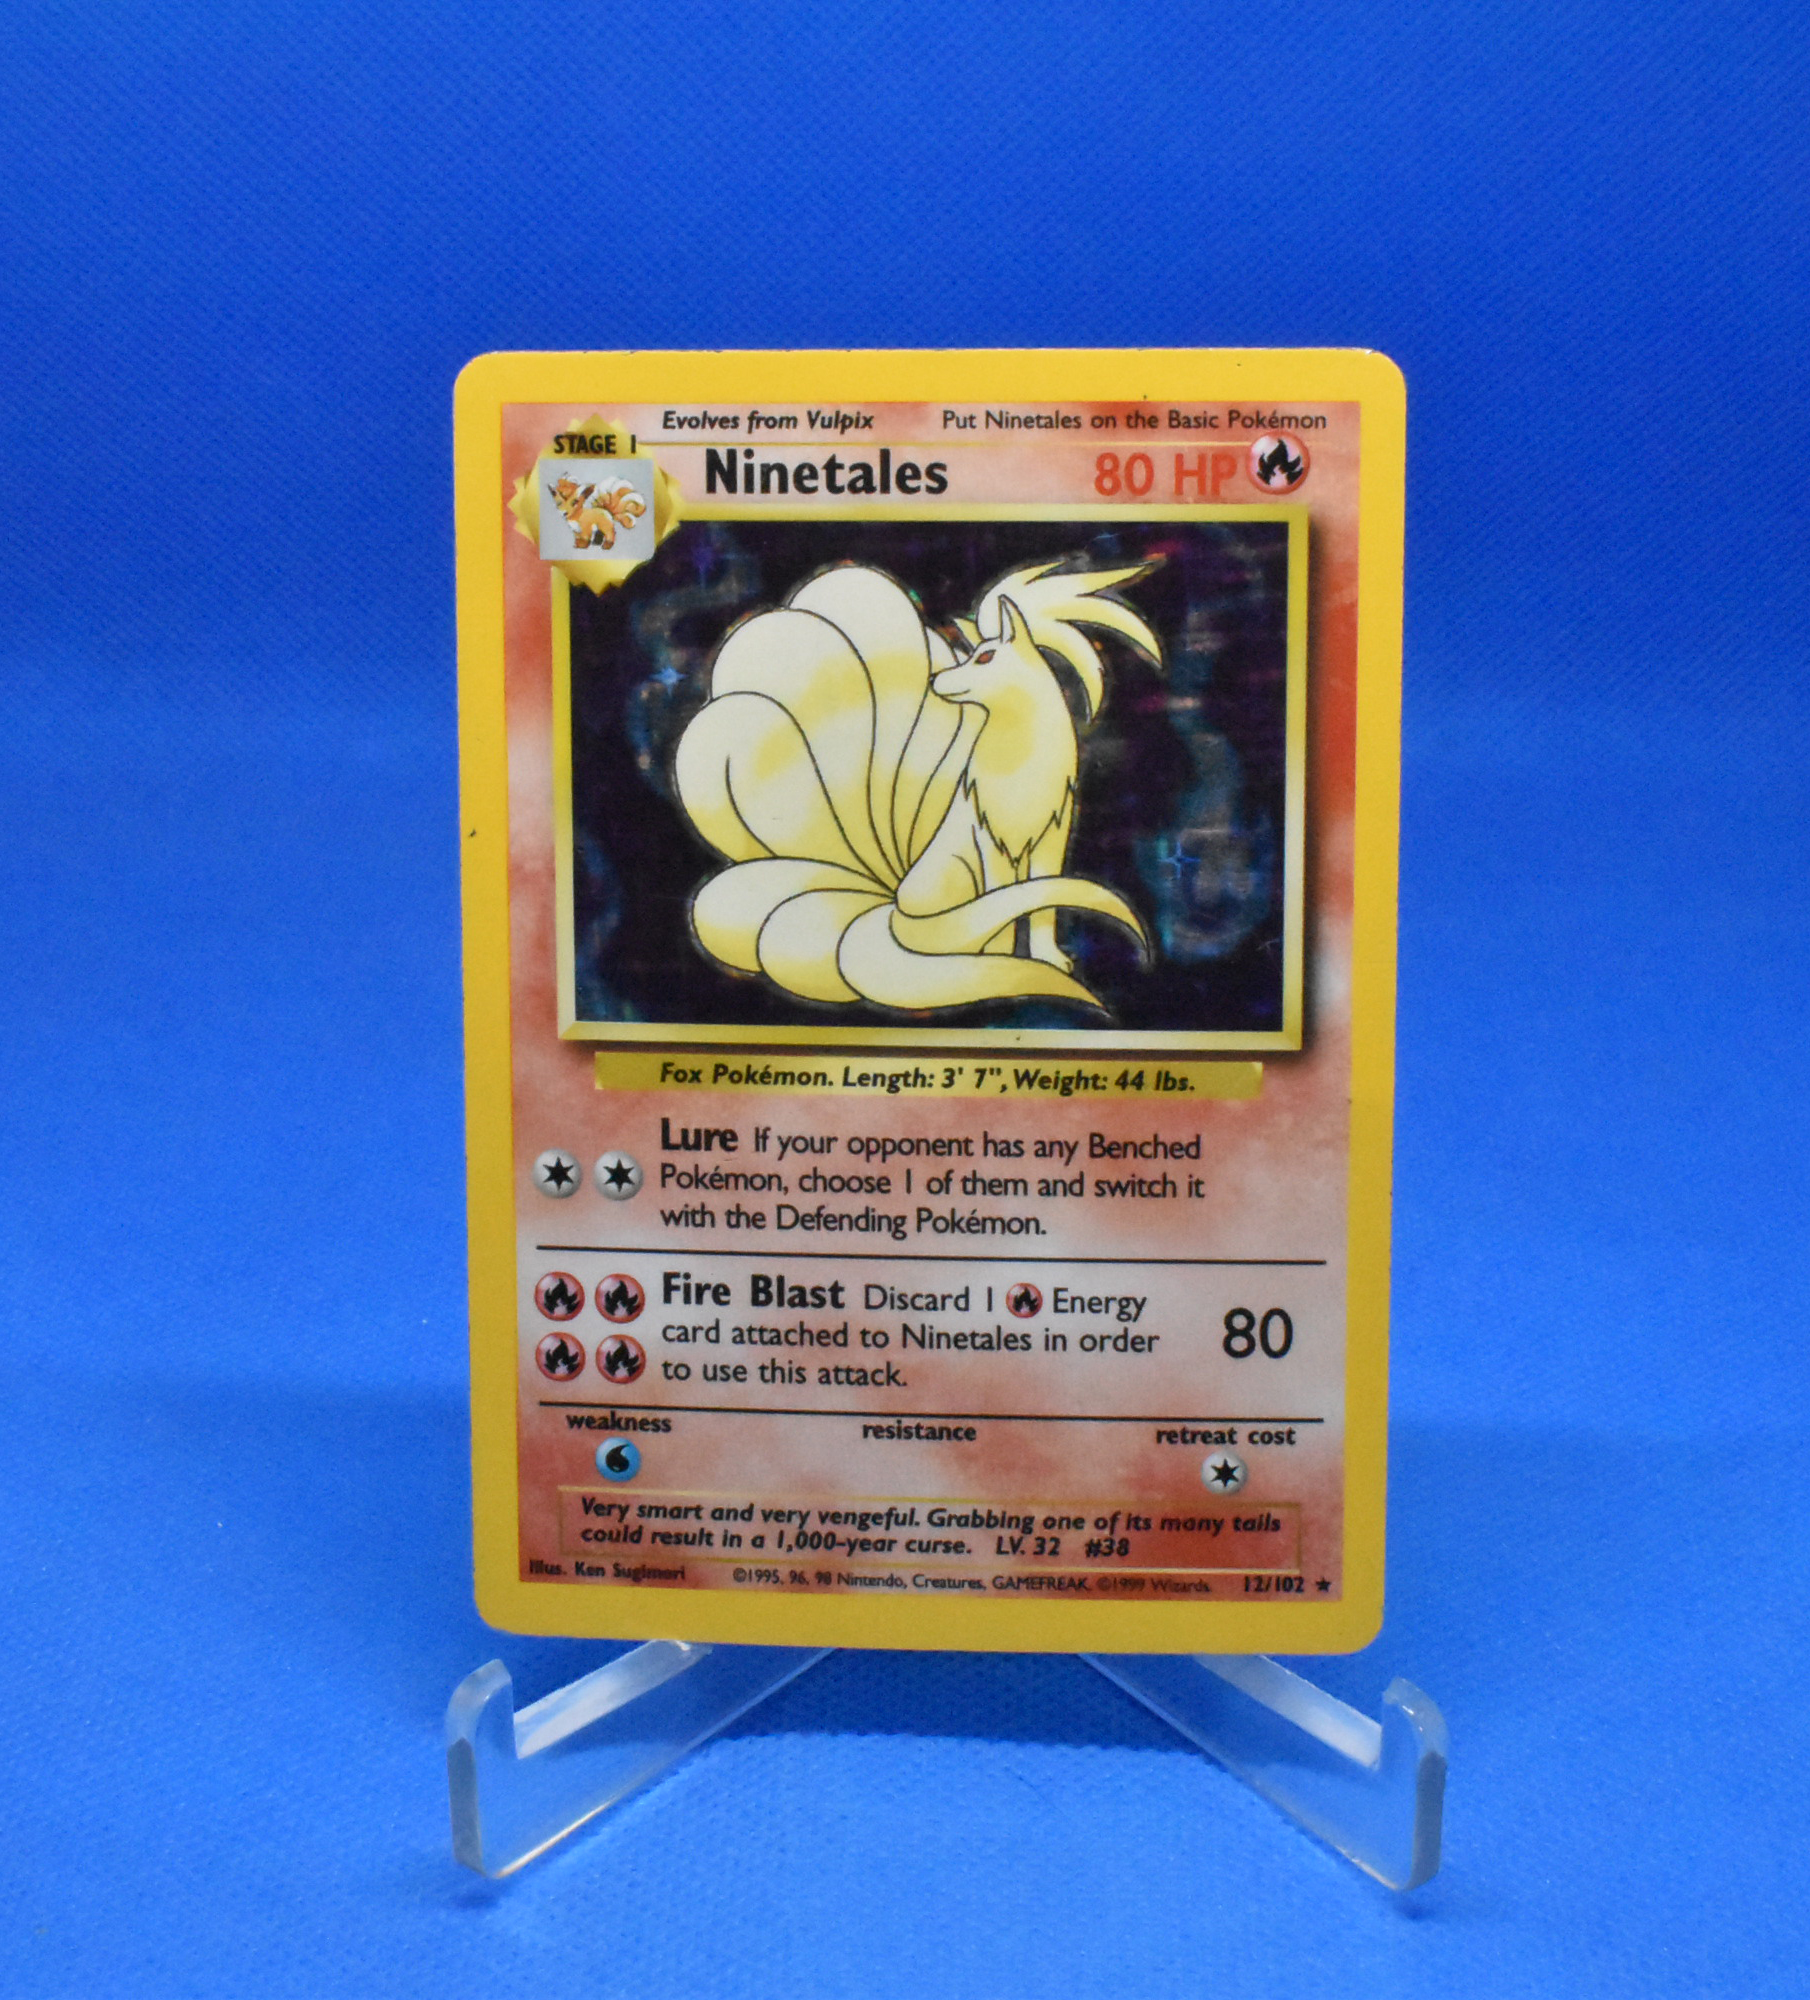 Evolves from Vulpix
Put Ninetales on the Basic Pokémon
STAGE 1
Ninetales
80 HP
Fox Pokémon. Length: 3' 7", Weight: 44 lbs.
Lure If your opponent has any Benched
Pokémon, choose 1 of them and switch it
with the Defending Pokémon.
Fire Blast Discard 1 Energy
card attached to Ninetales in order
to use this attack.
80
weakness
resistance
retreat cost
Very smart and very vengeful. Grabbing one of its many tails
could result in a 1,000-year curse. LV. 32 #38
Illus. Ken Sugimori
©1995, 96, 98 Nintendo, Creatures, GAMEFREAK. ©1999 Wizards.
12/102 ★